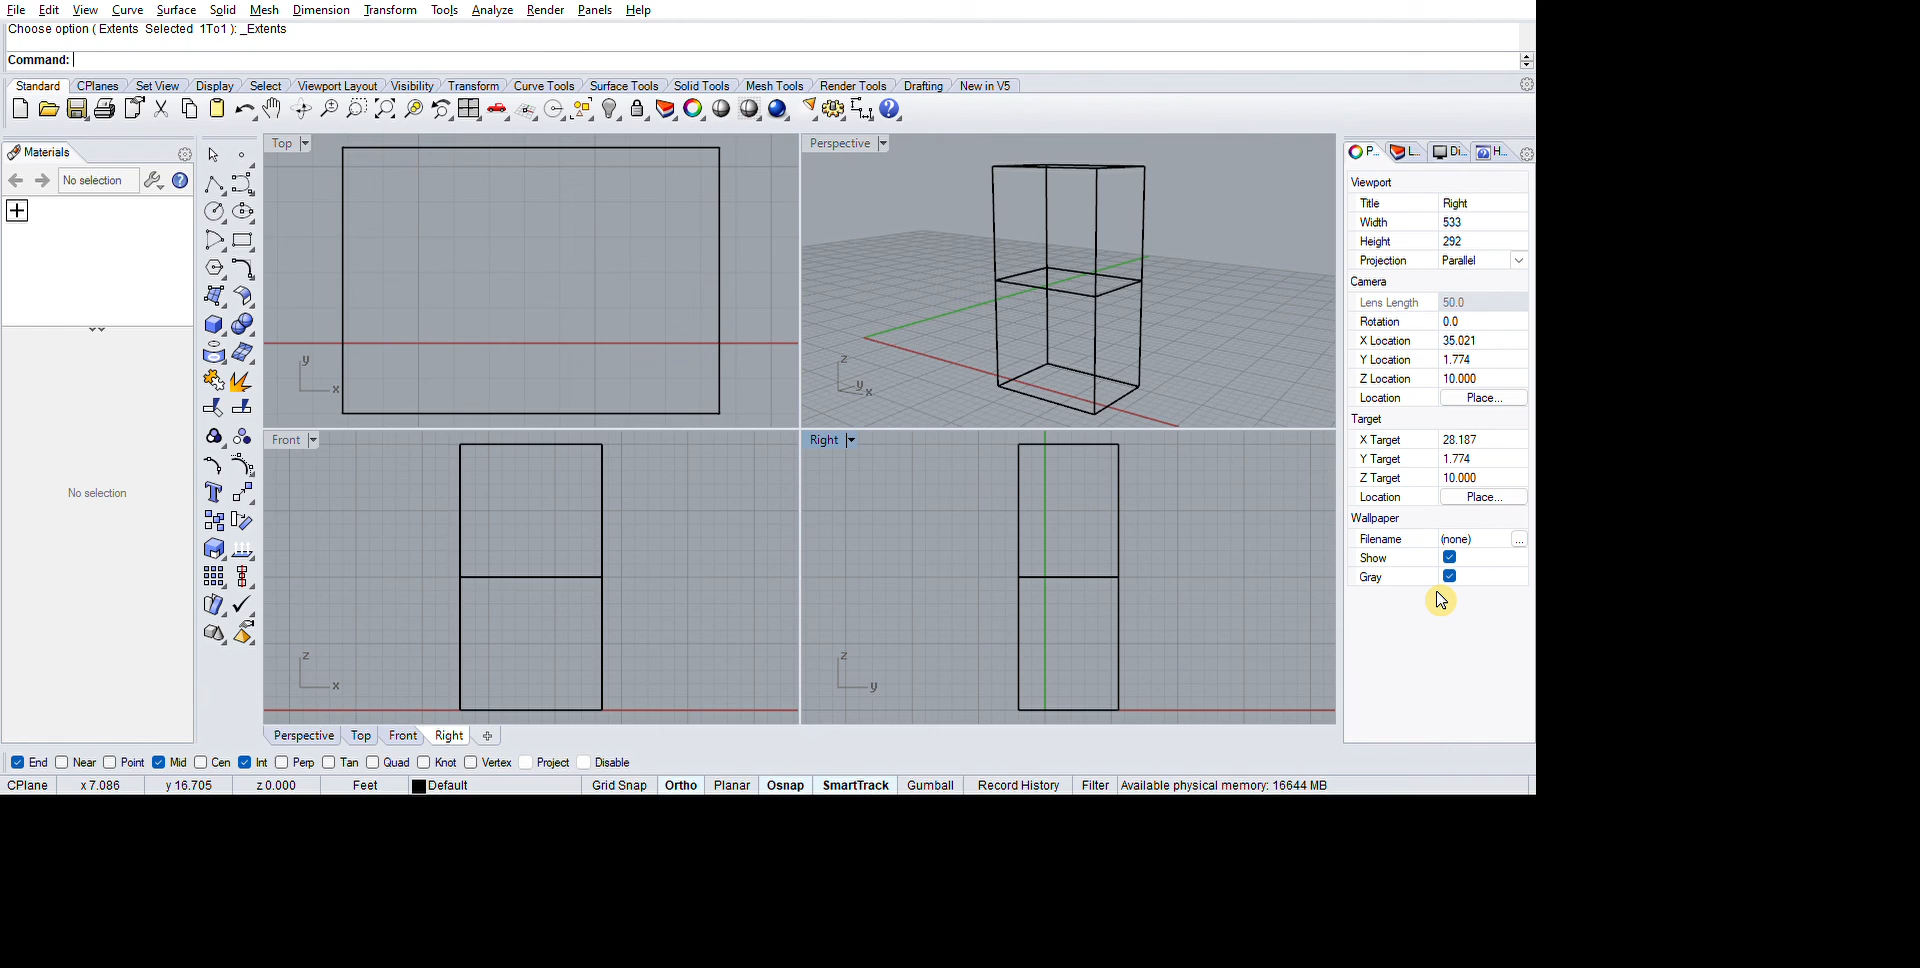 File Edit View Curve Surface Solid Mesh Dimension Transform Tools Analyze Render Panels Help
Choose option ( Extents Selected 1To1 ): _Extents
Command:
Standard CPlanes Set View Display Select Viewport Layout Visibility Transform Curve Tools Surface Tools Solid Tools Mesh Tools Render Tools Drafting New in V5
Materials
No selection
No selection
Top
y
x
Perspective
z
y
x
Front
z
x
Right
z
y
Perspective Top Front Right
P... L... Di... H...
Viewport
Title Right
Width 533
Height 292
Projection Parallel
Camera
Lens Length 50.0
Rotation 0.0
X Location 35.021
Y Location 1.774
Z Location 10.000
Location Place...
Target
X Target 28.187
Y Target 1.774
Z Target 10.000
Location Place...
Wallpaper
Filename (none) ...
Show
Gray
End Near Point Mid Cen Int Perp Tan Quad Knot Vertex Project Disable
CPlane x 7.086 y 16.705 z 0.000 Feet Default Grid Snap Ortho Planar Osnap SmartTrack Gumball Record History Filter Available physical memory: 16644 MB